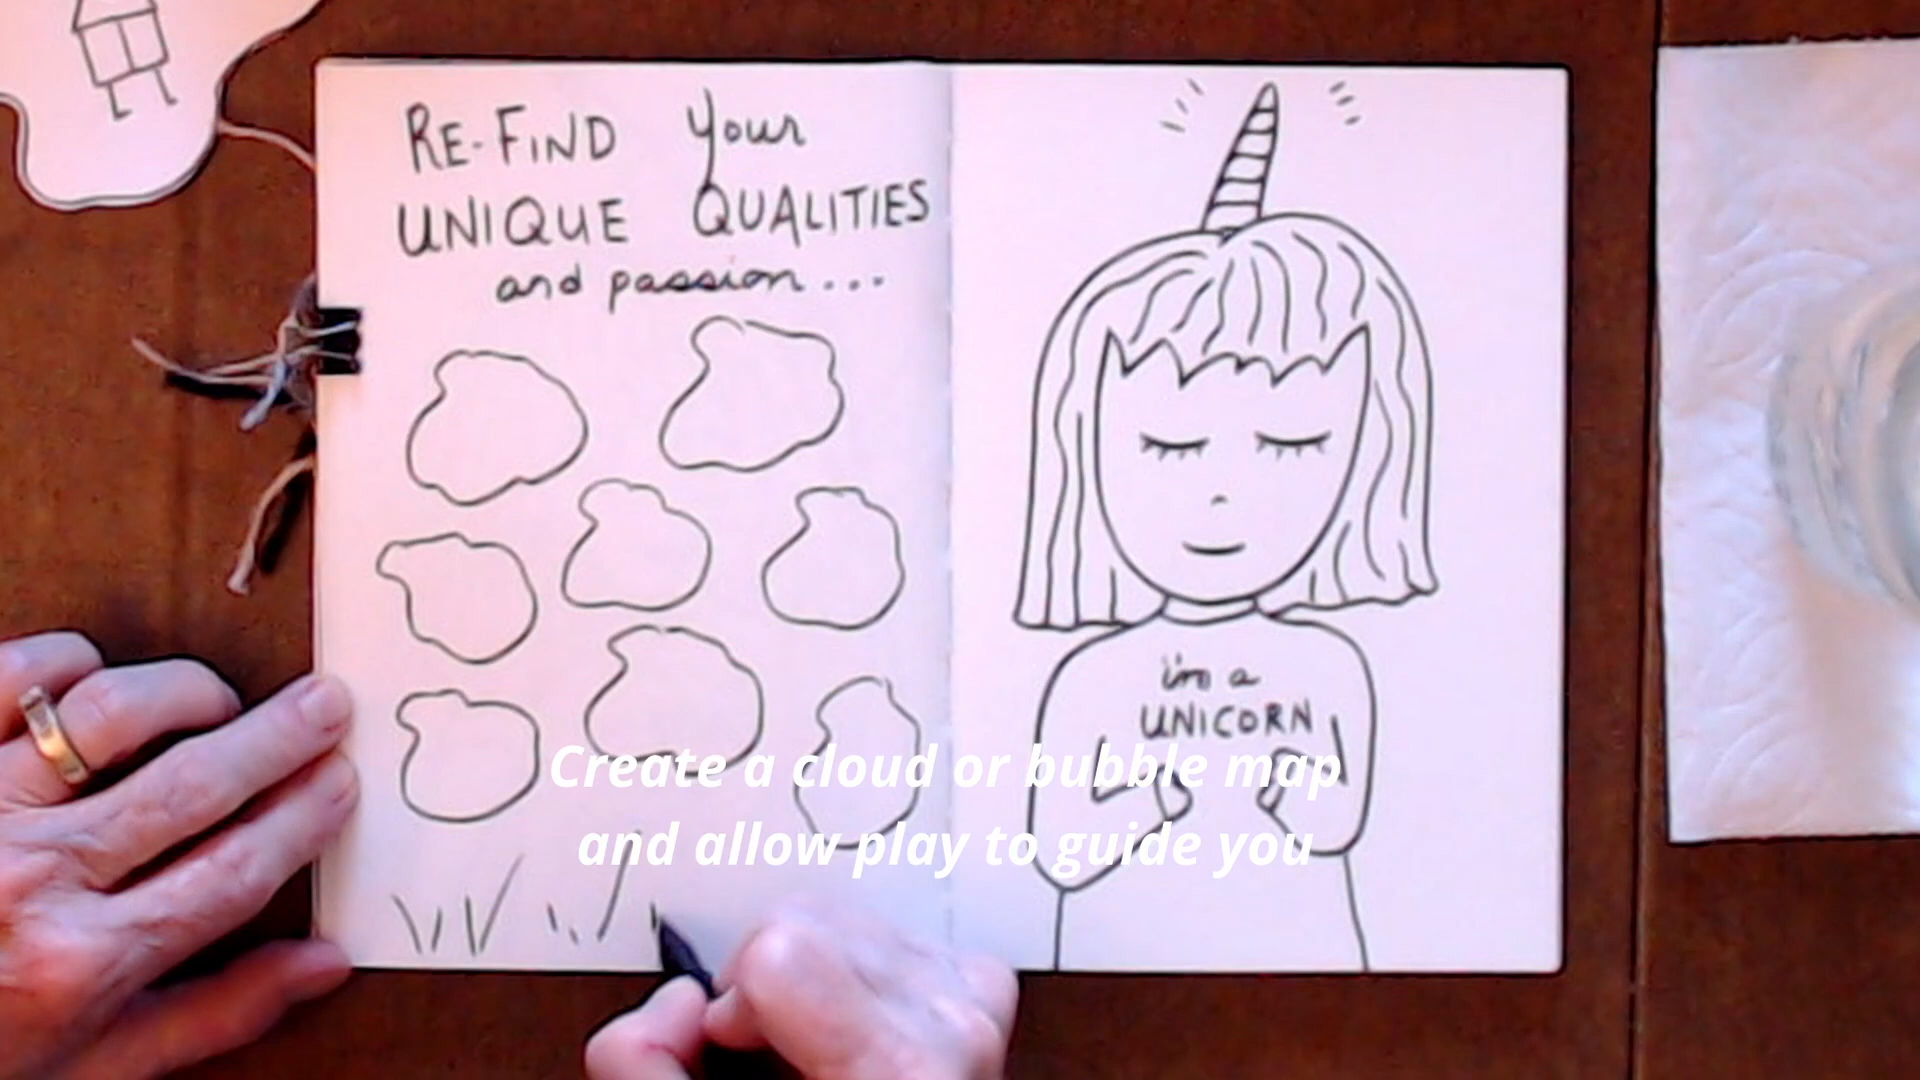 RE-FIND your
UNIQUE QUALITIES
and passion...
i'm a
UNICORN
Create a cloud or bubble map
and allow play to guide you